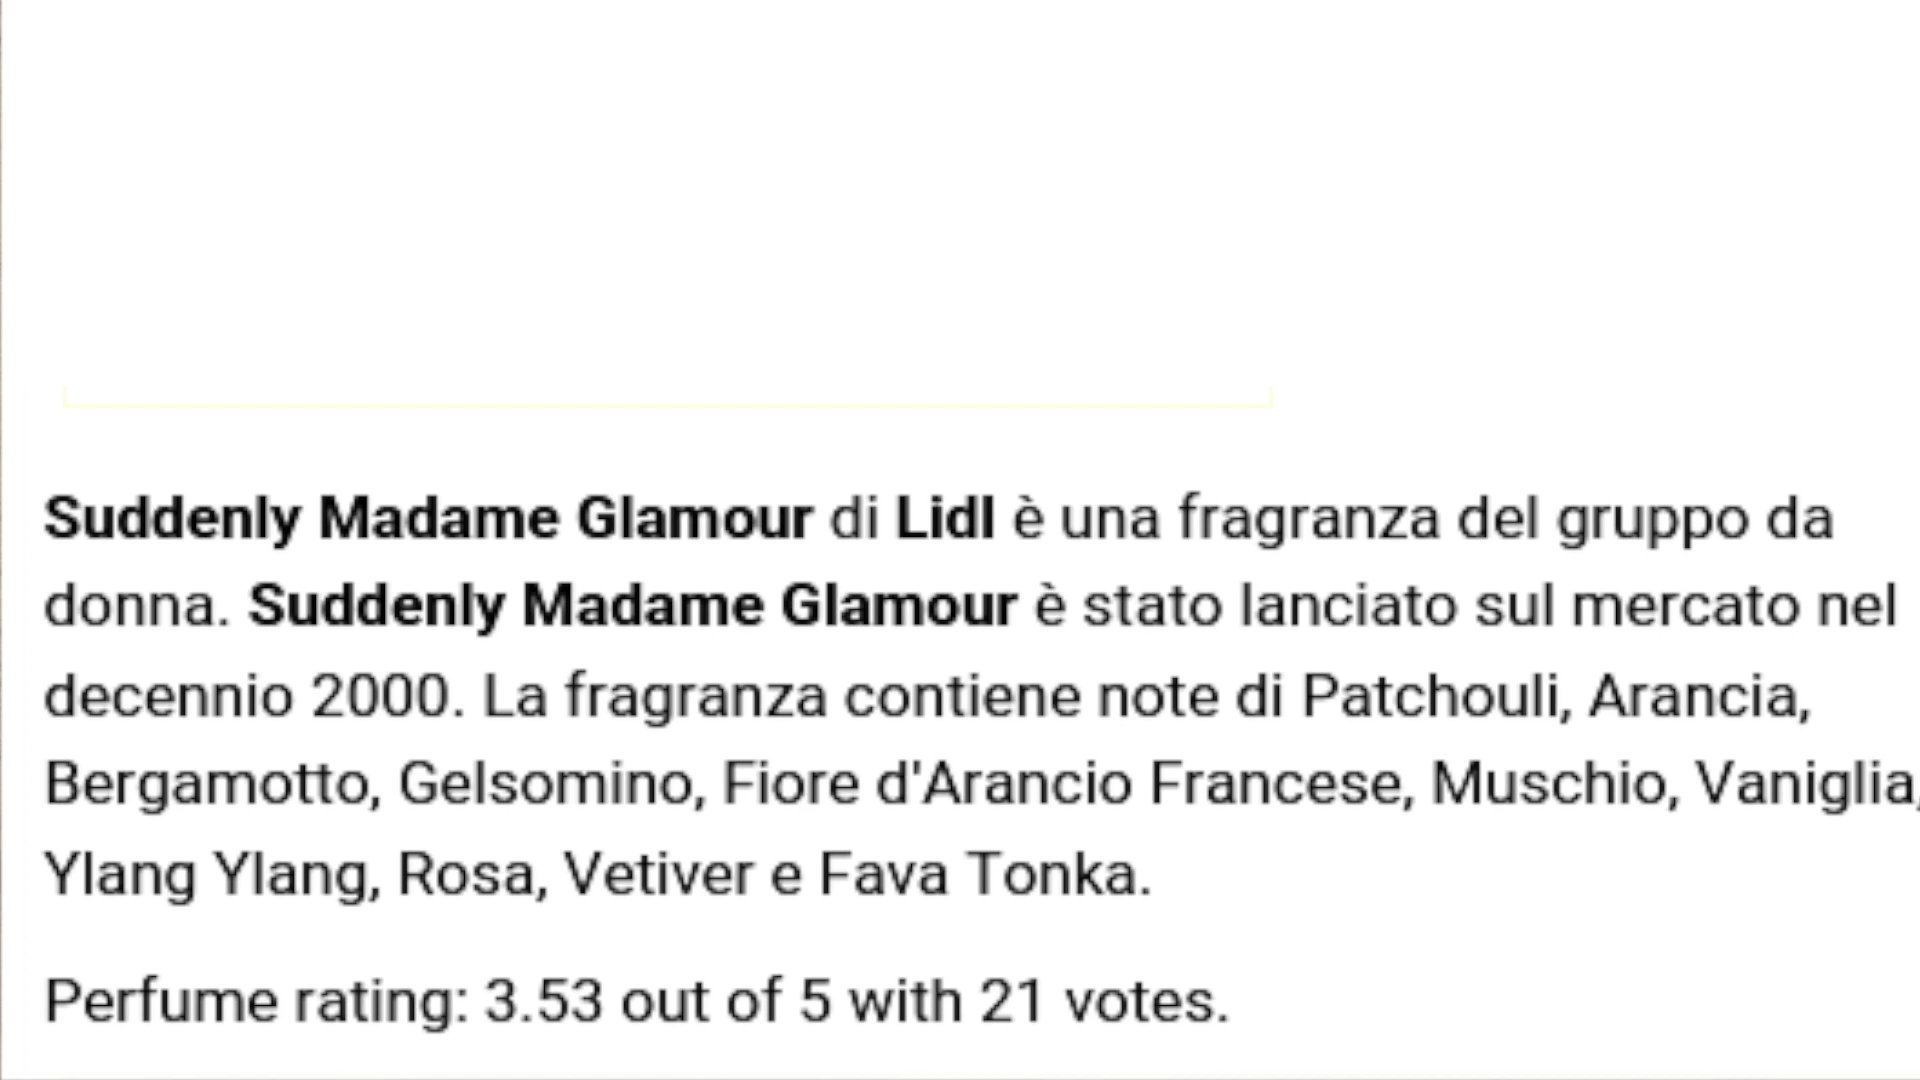 Suddenly Madame Glamour di Lidl è una fragranza del gruppo da
donna. Suddenly Madame Glamour è stato lanciato sul mercato nel
decennio 2000. La fragranza contiene note di Patchouli, Arancia,
Bergamotto, Gelsomino, Fiore d'Arancio Francese, Muschio, Vaniglia,
Ylang Ylang, Rosa, Vetiver e Fava Tonka.
Perfume rating: 3.53 out of 5 with 21 votes.